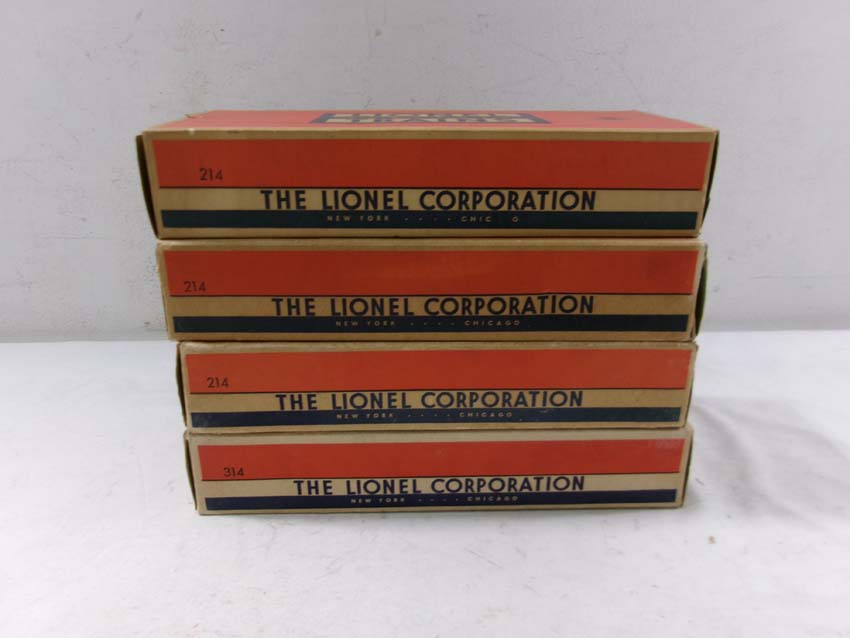 214
THE LIONEL CORPORATION
NEW YORK . . . . CHIC O
214
THE LIONEL CORPORATION
NEW YORK . . . . CHICAGO
214
THE LIONEL CORPORATION
NEW YORK . . . . CHICAGO
314
THE LIONEL CORPORATION
NEW YORK . . . . CHICAGO